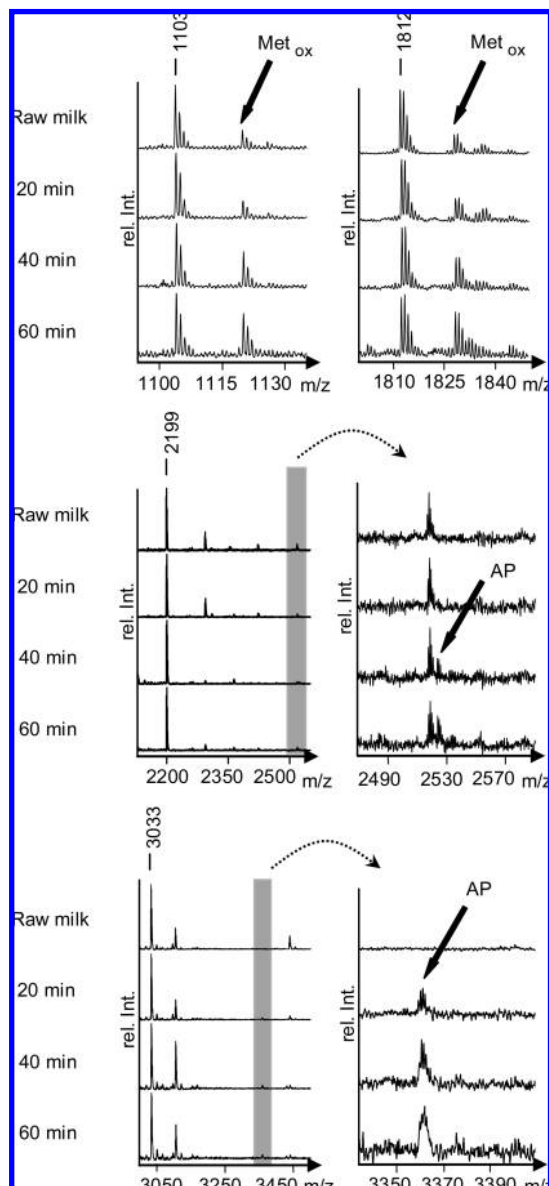 1103
1812
Met ox
Met ox
Raw milk
20 min
40 min
60 min
rel. Int.
rel. Int.
1100 1115 1130 m/z
1810 1825 1840 m/z
2199
Raw milk
20 min
40 min
60 min
rel. Int.
rel. Int.
AP
2200 2350 2500 m/z
2490 2530 2570 m/z
3033
Raw milk
20 min
40 min
60 min
rel. Int.
rel. Int.
AP
3050 3250 3450 m/z
3350 3370 3390 m/z